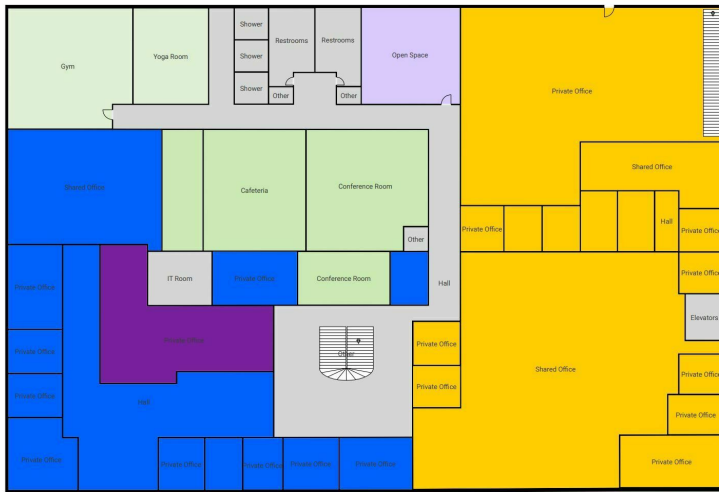 Shower
Restrooms
Restrooms
Open Space
Yoga Room
Gym
Shower
Shower
Other
Other
Private Office
Shared Office
Shared Office
Cafeteria
Conference Room
Hall
Private Office
Private Office
Other
Private Office
IT Room
Private Office
Conference Room
Hall
Private Office
Elevators
Private Office
Private Office
Other
Private Office
Shared Office
Private Office
Private Office
Private Office
Hall
Private Office
Private Office
Private Office
Private Office
Private Office
Private Office
Private Office